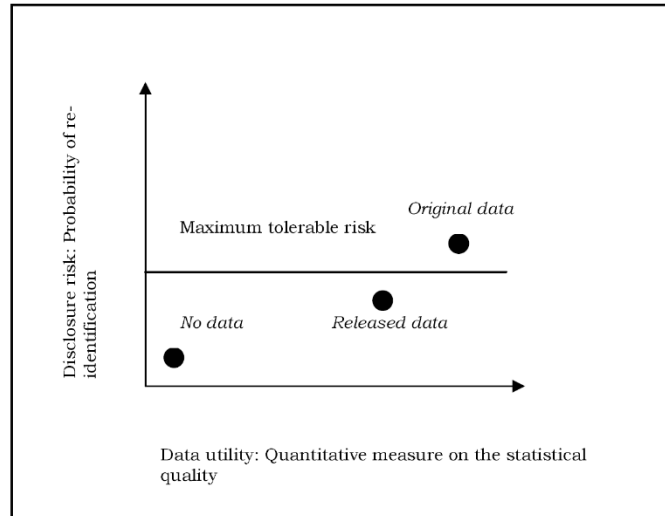 Disclosure risk: Probability of re-
identification
Original data
Maximum tolerable risk
No data
Released data
Data utility: Quantitative measure on the statistical
quality